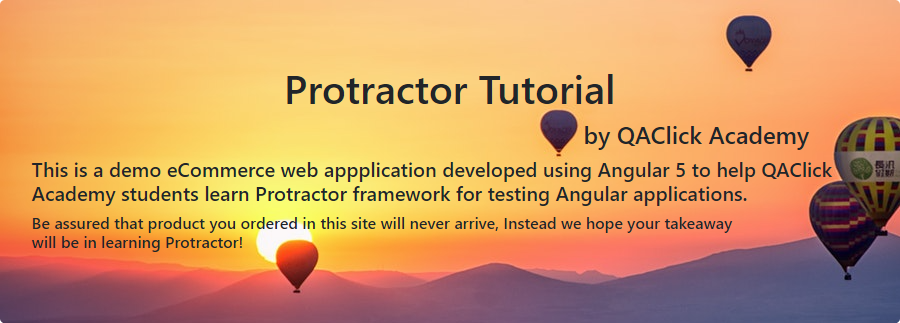 Protractor Tutorial
by QAClick Academy
This is a demo eCommerce web appplication developed using Angular 5 to help QAClick
Academy students learn Protractor framework for testing Angular applications.
Be assured that product you ordered in this site will never arrive, Instead we hope your takeaway
will be in learning Protractor!